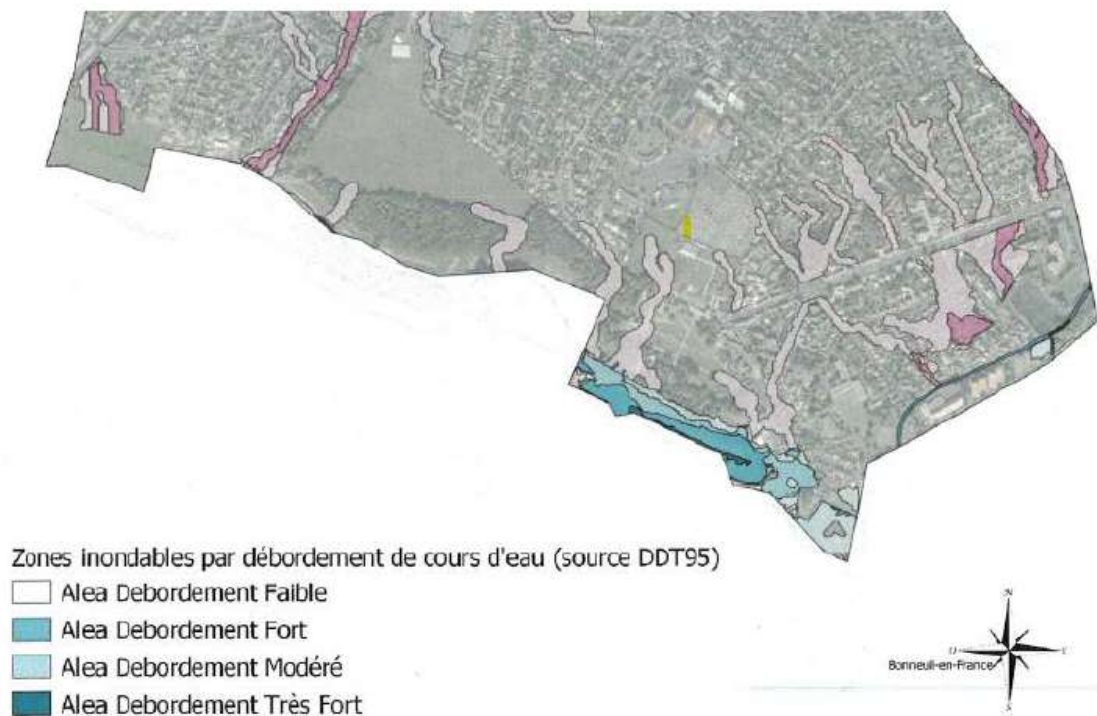 Zones inondables par débordement de cours d'eau (source DDT95)
Alea Debordement Faible
Alea Debordement Fort
Alea Debordement Modéré
Alea Debordement Très Fort
N
O
E
Bonneuil-en-France
S